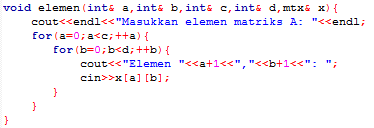 void elemen(int& a,int& b,int& c,int& d,mtx& x){
cout<<endl<<"Masukkan elemen matriks A: "<<endl;
for(a=0;a<c;++a){
for(b=0;b<d;++b){
cout<<"Elemen "<<a+1<<","<<b+1<<": ";
cin>>x[a][b];
}
}
}